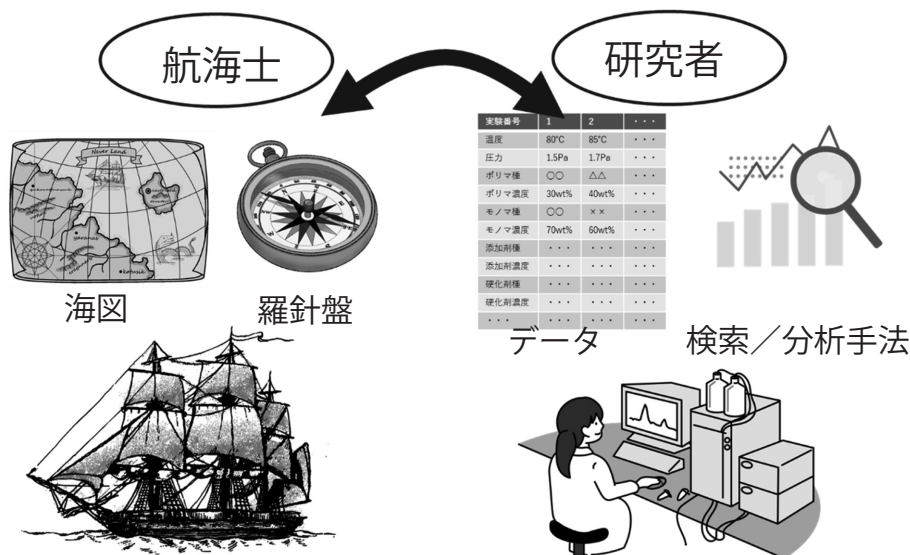 航海士
研究者
Never Land
海図
羅針盤
実験番号 1 2 ・・・
温度 80°C 85°C ・・・
圧力 1.5Pa 1.7Pa ・・・
ポリマ種 〇〇 △△ ・・・
ポリマ濃度 30wt% 40wt% ・・・
モノマ種 〇〇 ×× ・・・
モノマ濃度 70wt% 60wt% ・・・
添加剤種 ・・・ ・・・ ・・・
添加剤濃度 ・・・ ・・・ ・・・
硬化剤種 ・・・ ・・・ ・・・
硬化剤濃度 ・・・ ・・・ ・・・
・・・ ・・・ ・・・ ・・・
データ
検索／分析手法